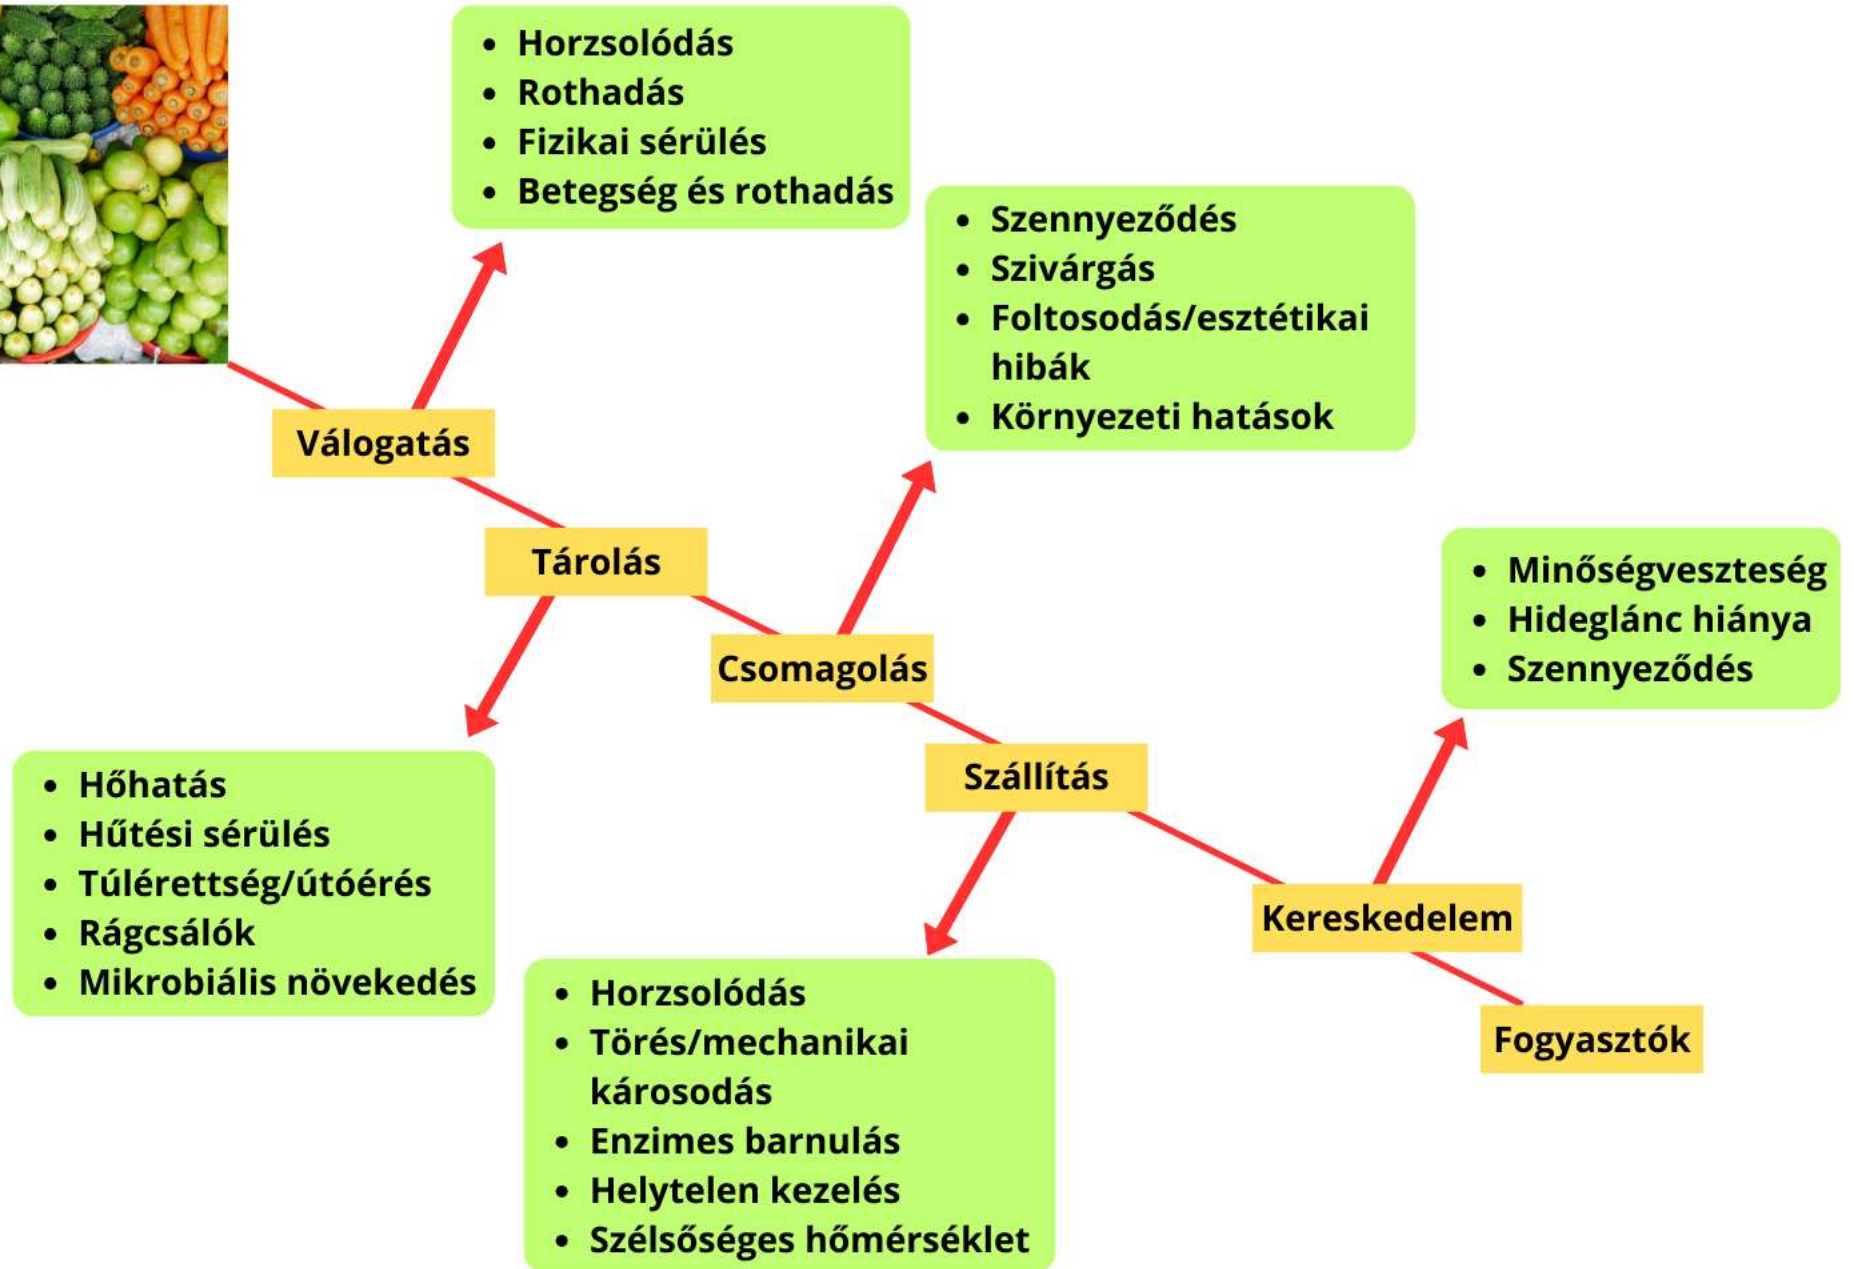 Horzsolódás
Rothadás
Fizikai sérülés
Betegség és rothadás
Szennyeződés
Szivárgás
Foltosodás/esztétikai
hibák
Környezeti hatások
Válogatás
Tárolás
Csomagolás
Szállítás
Kereskedelem
Fogyasztók
Minőségveszteség
Hideglánc hiánya
Szennyeződés
Hőhatás
Hűtési sérülés
Túlérettség/útóérés
Rágcsálók
Mikrobiális növekedés
Horzsolódás
Törés/mechanikai
károsodás
Enzimes barnulás
Helytelen kezelés
Szélsőséges hőmérséklet